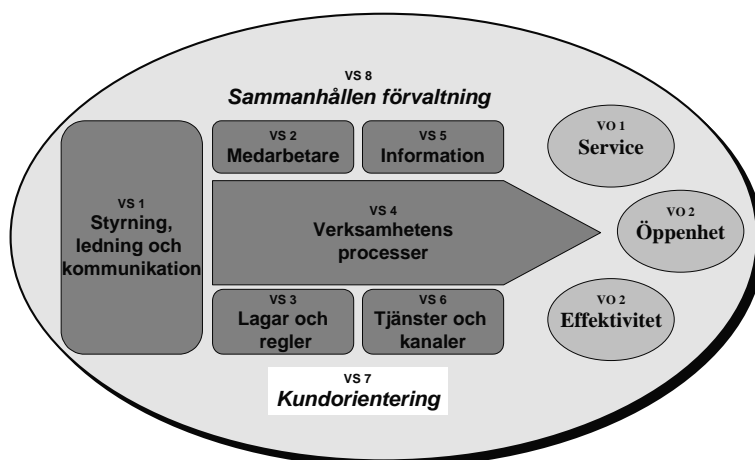 VS 8
Sammanhållen förvaltning
VS 1
Styrning,
ledning och
kommunikation
VS 2
Medarbetare
VS 5
Information
VS 4
Verksamhetens
processer
VS 3
Lagar och
regler
VS 6
Tjänster och
kanaler
VO 1
Service
VO 2
Öppenhet
VO 2
Effektivitet
VS 7
Kundorientering